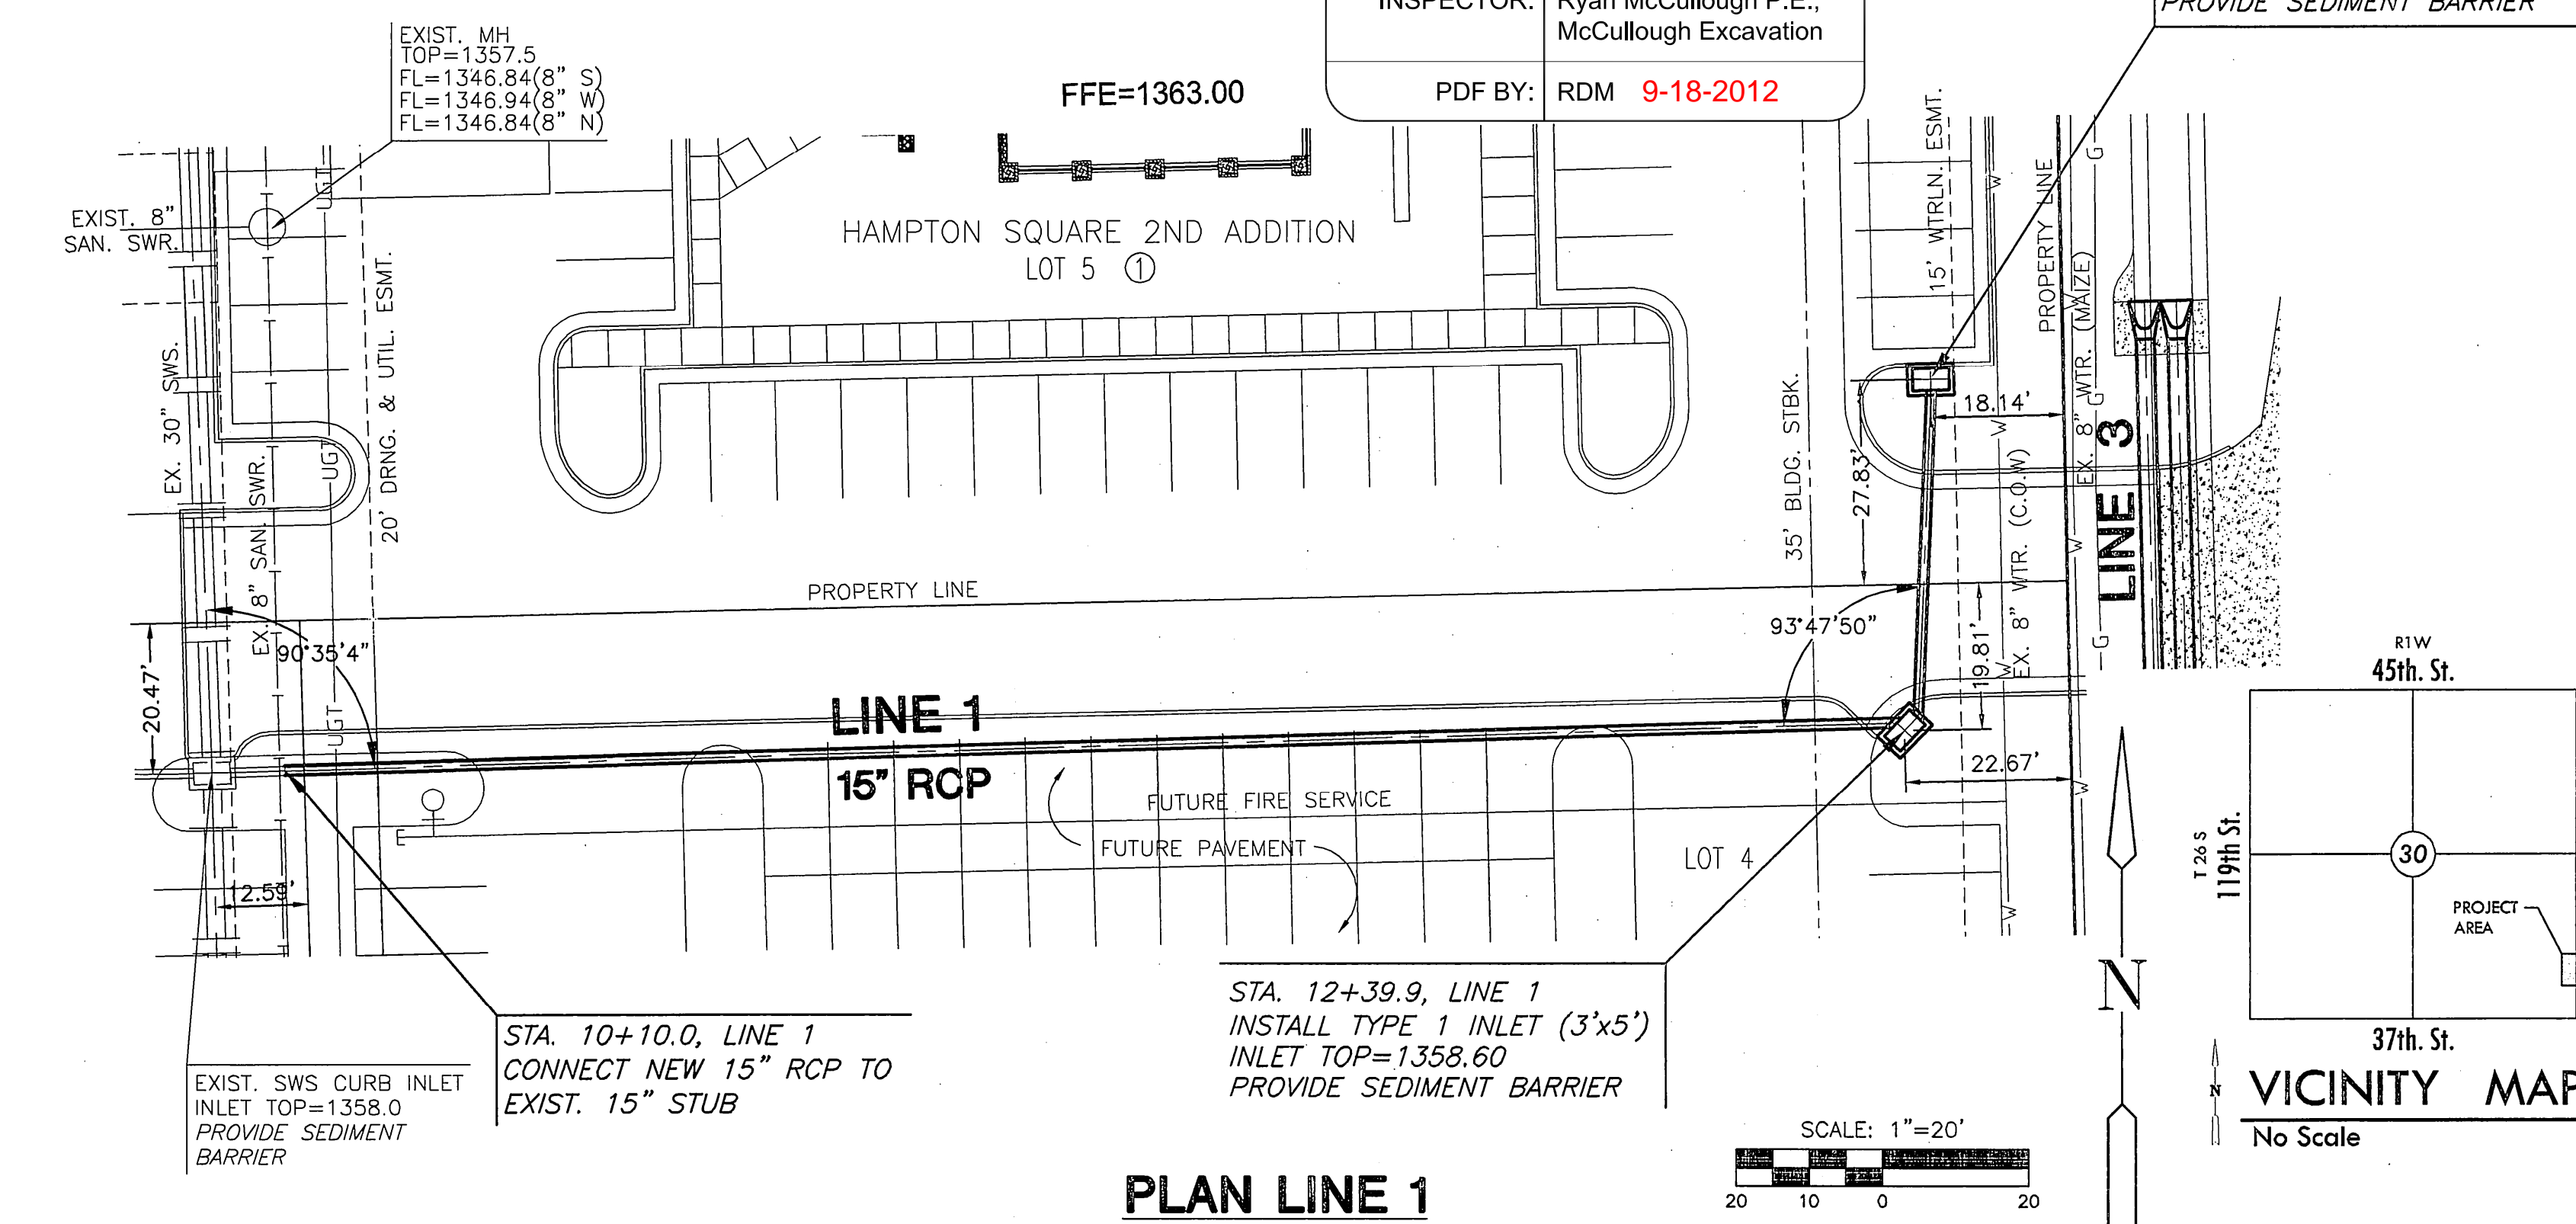 INSPECTOR: Ryan McCullough P.E.,
McCullough Excavation
PDF BY: RDM 9-18-2012
PROVIDE SEDIMENT BARRIER
EXIST. MH
TOP=1357.5
FL=1346.84(8" S)
FL=1346.94(8" W)
FL=1346.84(8" N)
FFE=1363.00
EXIST. 8"
SAN. SWR.
UGT
HAMPTON SQUARE 2ND ADDITION
LOT 5 1
15' WTRLN. ESMT.
PROPERTY LINE
W
G
EX. 30" SWS.
EX. 8" SAN. SWR.
UGT
20' DRNG. & UTIL. ESMT.
35' BLDG. STBK.
27.83'
18.14'
W
W
G
EX. 8" WTR. (MAIZE)
EX. 8" WTR. (C.O.W)
LINE 3
PROPERTY LINE
20.47'
90°35'4"
UGT
93°47'50"
19.81'
W
W
G
LINE 1
15" RCP
22.67'
W
FUTURE FIRE SERVICE
FUTURE PAVEMENT
E
LOT 4
W
12.59'
STA. 10+10.0, LINE 1
CONNECT NEW 15" RCP TO
EXIST. 15" STUB
EXIST. SWS CURB INLET
INLET TOP=1358.0
PROVIDE SEDIMENT
BARRIER
STA. 12+39.9, LINE 1
INSTALL TYPE 1 INLET (3'x5')
INLET TOP=1358.60
PROVIDE SEDIMENT BARRIER
N
R1W
45th. St.
T 26 S
119th St.
30
PROJECT
AREA
37th. St.
N
VICINITY MAP
No Scale
SCALE: 1"=20'
20 10 0 20
PLAN LINE 1